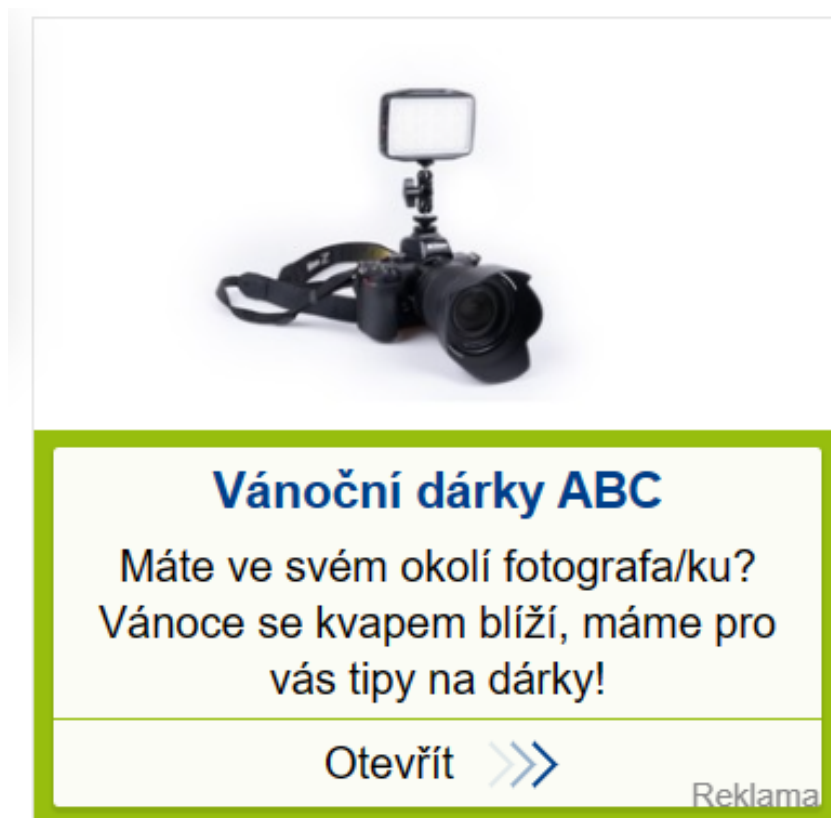 Vánoční dárky ABC
Máte ve svém okolí fotografa/ku?
Vánoce se kvapem blíží, máme pro
vás tipy na dárky!
Otevřít
Reklama